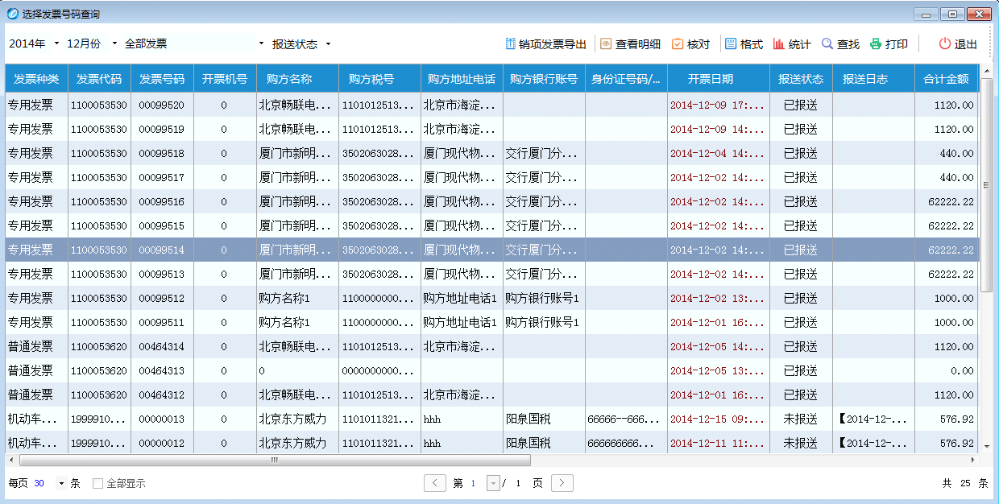 选择发票号码查询
2014年 12月份 全部发票 报送状态 销项发票导出 查看明细 核对 格式 统计 查找 打印 退出
发票种类 发票代码 发票号码 开票机号 购方名称 购方税号 购方地址电话 购方银行账号 身份证号码/... 开票日期 报送状态 报送日志 合计金额
专用发票 1100053530 00099520 0 北京畅联电... 1101012513... 北京市海淀... 2014-12-09 17:... 已报送 1120.00
专用发票 1100053530 00099519 0 北京畅联电... 1101012513... 北京市海淀... 2014-12-09 14:... 已报送 1120.00
专用发票 1100053530 00099518 0 厦门市新明... 3502063028... 厦门现代物... 交行厦门分... 2014-12-04 14:... 已报送 440.00
专用发票 1100053530 00099517 0 厦门市新明... 3502063028... 厦门现代物... 交行厦门分... 2014-12-02 14:... 已报送 440.00
专用发票 1100053530 00099516 0 厦门市新明... 3502063028... 厦门现代物... 交行厦门分... 2014-12-02 14:... 已报送 62222.22
专用发票 1100053530 00099515 0 厦门市新明... 3502063028... 厦门现代物... 交行厦门分... 2014-12-02 14:... 已报送 62222.22
专用发票 1100053530 00099514 0 厦门市新明... 3502063028... 厦门现代物... 交行厦门分... 2014-12-02 14:... 已报送 62222.22
专用发票 1100053530 00099513 0 厦门市新明... 3502063028... 厦门现代物... 交行厦门分... 2014-12-02 14:... 已报送 62222.22
专用发票 1100053530 00099512 0 购方名称1 1100000000... 购方地址电话1 购方银行账号1 2014-12-02 13:... 已报送 1000.00
专用发票 1100053530 00099511 0 购方名称1 1100000000... 购方地址电话1 购方银行账号1 2014-12-01 16:... 已报送 1000.00
普通发票 1100053620 00464314 0 北京畅联电... 1101012513... 北京市海淀... 2014-12-05 14:... 已报送 1120.00
普通发票 1100053620 00464313 0 0 0000000000... 2014-12-05 13:... 已报送 0.00
普通发票 1100053620 00464312 0 北京畅联电... 1101012513... 北京市海淀... 2014-12-01 16:... 已报送 1120.00
机动车... 1999910... 00000013 0 北京东方威力 1101011321... hhh 阳泉国税 66666--666... 2014-12-15 09:... 未报送 【2014-12-... 576.92
机动车... 1999910... 00000012 0 北京东方威力 1101011321... hhh 阳泉国税 666666666... 2014-12-11 11:... 未报送 【2014-12-... 576.92
每页 30 条 全部显示 第 1 / 1 页 共 25 条